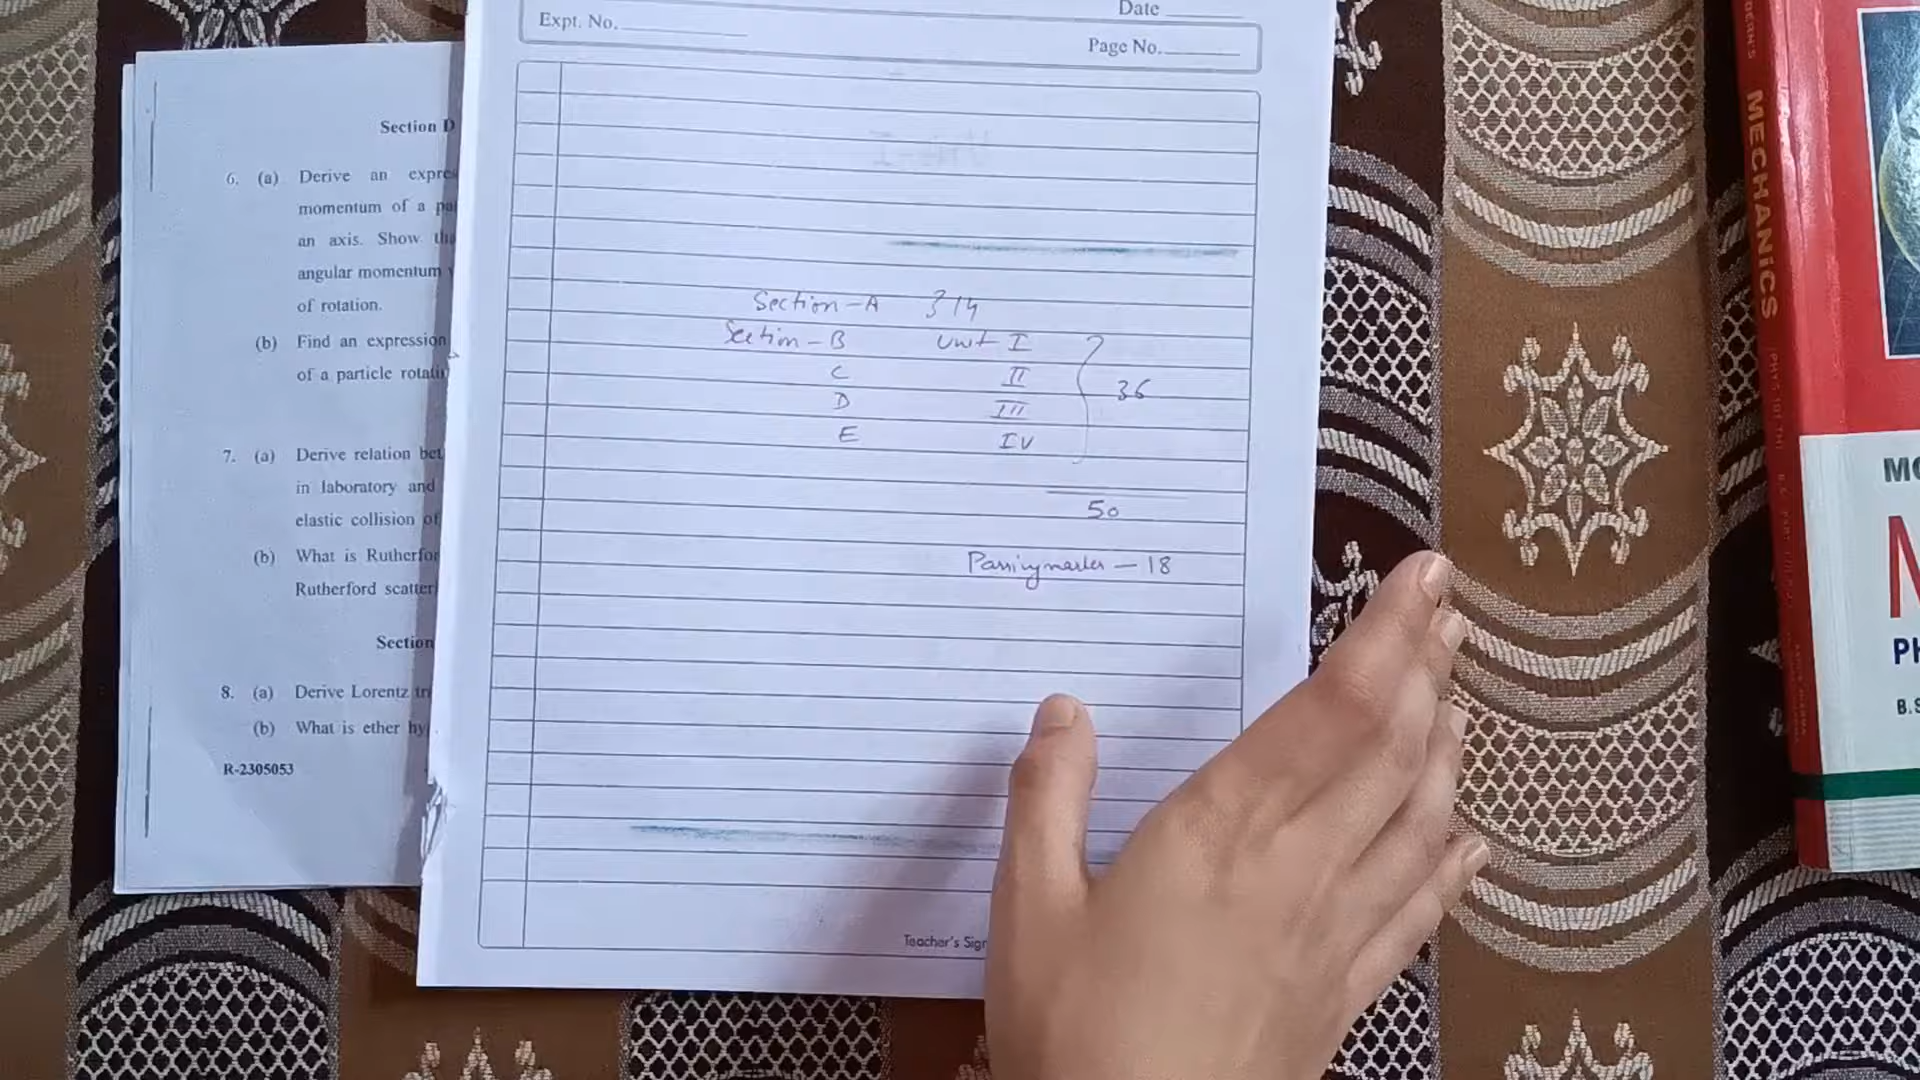 Date
Expt. No.
Page No.
Section - A 314
Section - B Unit I
C II
D III
E IV
36
50
Passing marks - 18
Teacher's Sign
Section D
6. (a) Derive an expre
momentum of a pa
an axis. Show tha
angular momentum
of rotation.
(b) Find an expression
of a particle rotati
7. (a) Derive relation bet
in laboratory and
elastic collision of
(b) What is Rutherfor
Rutherford scatter
Section
8. (a) Derive Lorentz tr
(b) What is ether hy
R-2305053
MECHANICS
B.S